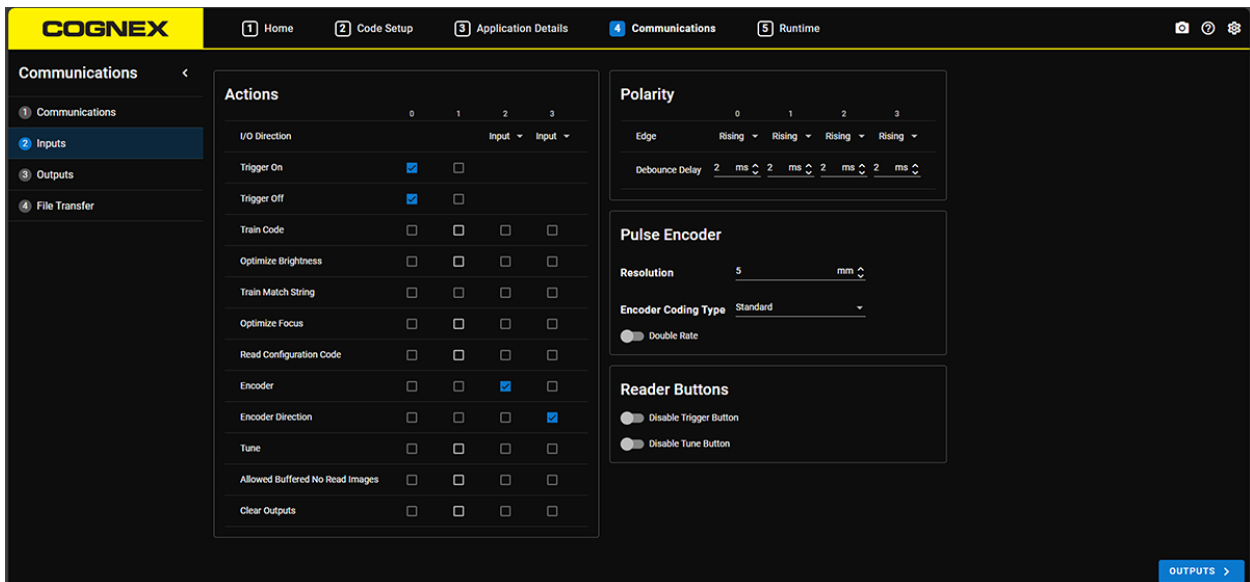 COGNEX
1 Home 2 Code Setup 3 Application Details 4 Communications 5 Runtime
Communications
1 Communications
2 Inputs
3 Outputs
4 File Transfer
Actions
0 1 2 3
I/O Direction Input Input
Trigger On
Trigger Off
Train Code
Optimize Brightness
Train Match String
Optimize Focus
Read Configuration Code
Encoder
Encoder Direction
Tune
Allowed Buffered No Read Images
Clear Outputs
Polarity
0 1 2 3
Edge Rising Rising Rising Rising
Debounce Delay 2 ms 2 ms 2 ms 2 ms
Pulse Encoder
Resolution 5 mm
Encoder Coding Type Standard
Double Rate
Reader Buttons
Disable Trigger Button
Disable Tune Button
OUTPUTS